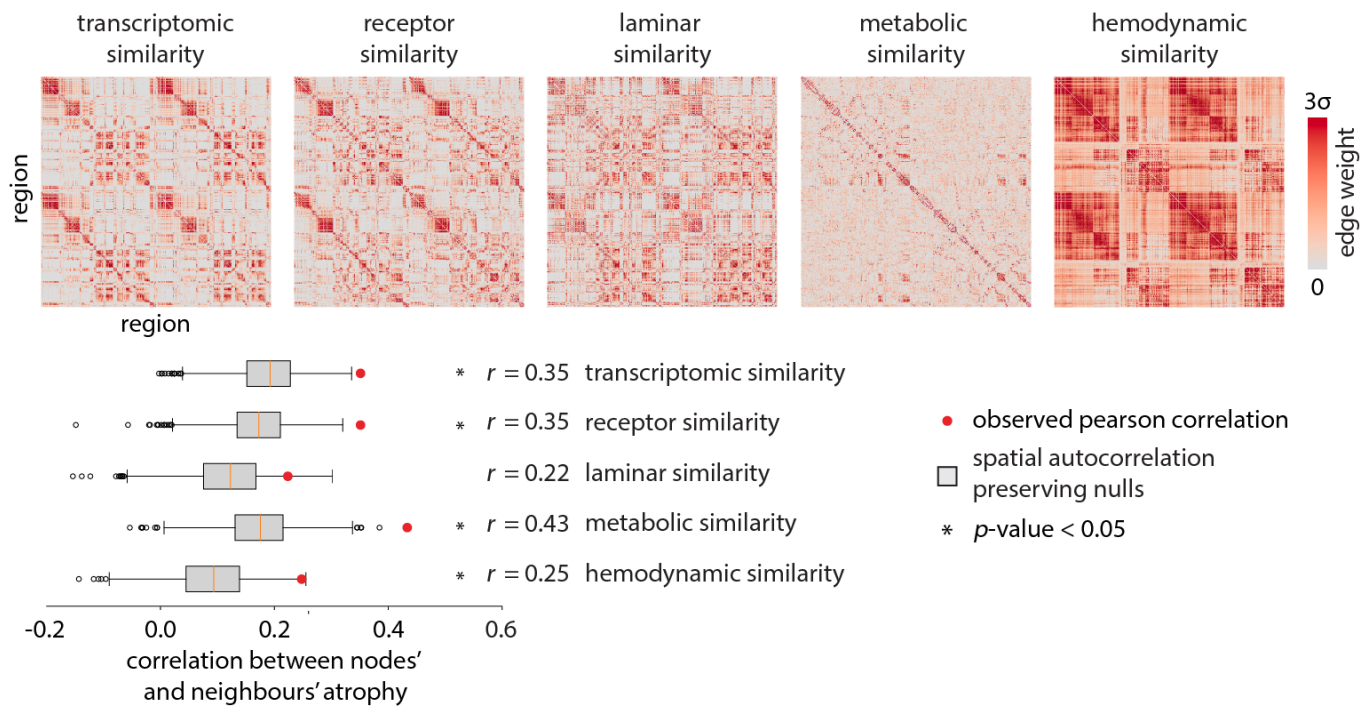 transcriptomic
similarity
receptor
similarity
laminar
similarity
metabolic
similarity
hemodynamic
similarity
region
region
3σ
0
edge weight
* r = 0.35 transcriptomic similarity
* r = 0.35 receptor similarity
r = 0.22 laminar similarity
* r = 0.43 metabolic similarity
* r = 0.25 hemodynamic similarity
-0.2 0.0 0.2 0.4 0.6
correlation between nodes’
and neighbours’ atrophy
observed pearson correlation
spatial autocorrelation
preserving nulls
* p-value < 0.05